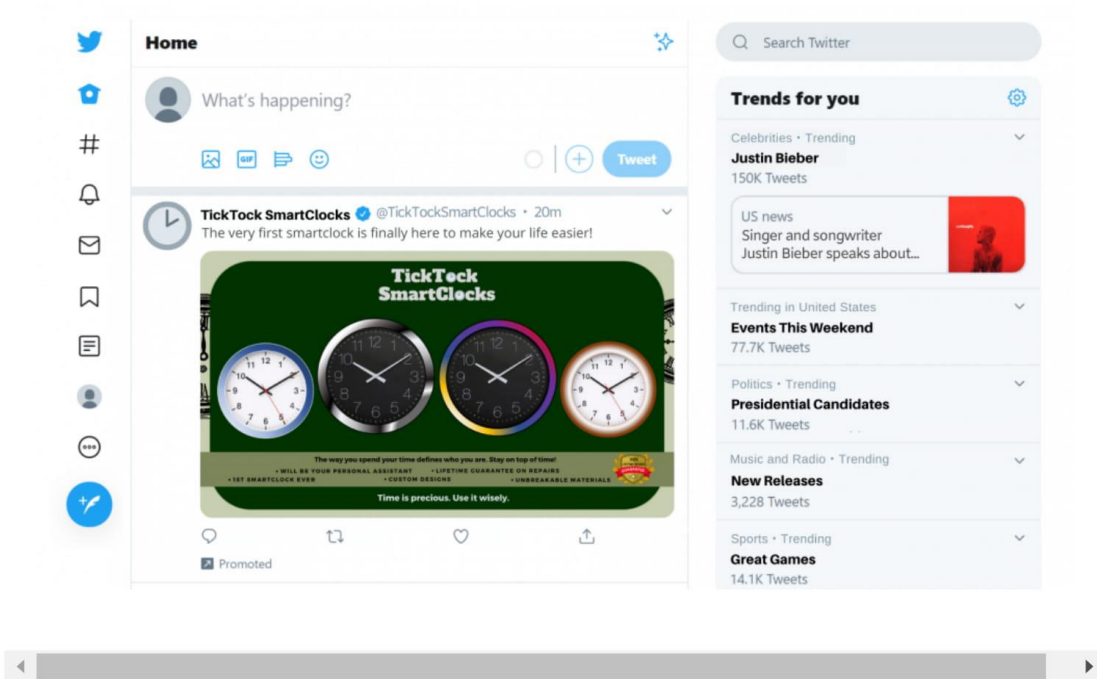 Home
What's happening?
GIF
Tweet
TickTock SmartClocks @TickTockSmartClocks · 20m
The very first smartclock is finally here to make your life easier!
TickTock
SmartClocks
The way you spend your time defines who you are. Stay on top of time!
• WILL BE YOUR PERSONAL ASSISTANT • LIFETIME GUARANTEE ON REPAIRS
• 1ST SMARTCLOCK EVER • CUSTOM DESIGNS • UNBREAKABLE MATERIALS
Time is precious. Use it wisely.
Promoted
Search Twitter
Trends for you
Celebrities · Trending
Justin Bieber
150K Tweets
US news
Singer and songwriter
Justin Bieber speaks about...
Trending in United States
Events This Weekend
77.7K Tweets
Politics · Trending
Presidential Candidates
11.6K Tweets
Music and Radio · Trending
New Releases
3,228 Tweets
Sports · Trending
Great Games
14.1K Tweets